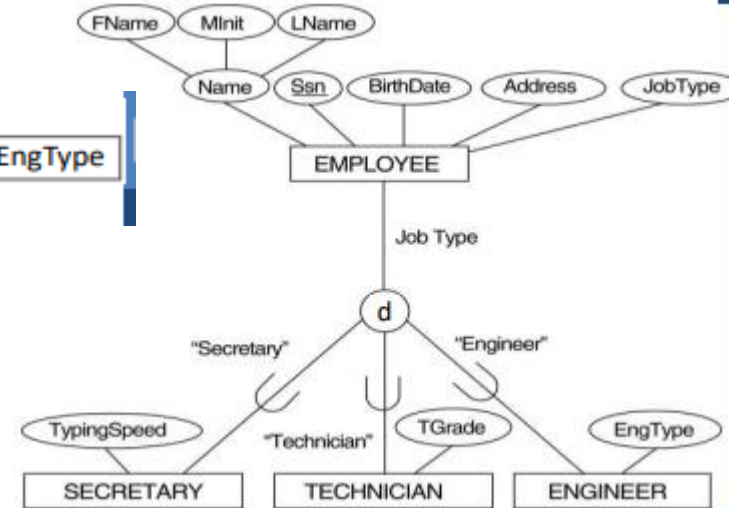 FName MInit LName
Name Ssn BirthDate Address JobType
EngType
EMPLOYEE
Job Type
d
"Secretary" "Engineer"
"Technician"
TypingSpeed TGrade EngType
SECRETARY TECHNICIAN ENGINEER